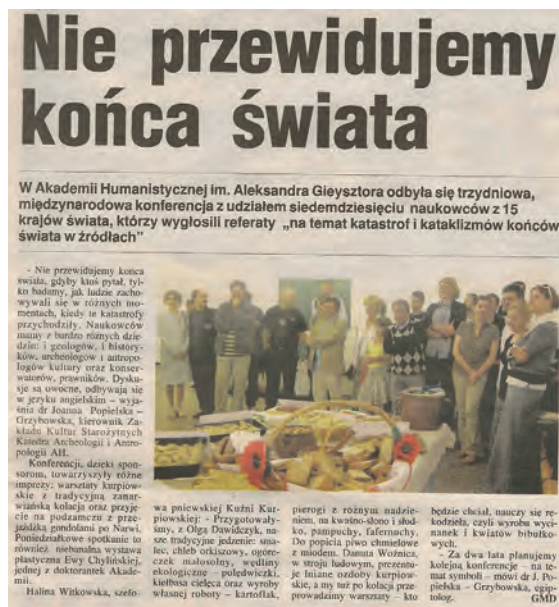 Nie przewidujemy
końca świata
W Akademii Humanistycznej im. Aleksandra Gieysztora odbyła się trzydniowa,
międzynarodowa konferencja z udziałem siedemdziesięciu naukowców z 15
krajów świata, którzy wygłosili referaty „na temat katastrof i kataklizmów końców
świata w źródłach"
- Nie przewidujemy końca
świata, gdyby ktoś pytał, tyl-
ko badamy, jak ludzie zacho-
wywali się w różnych mo-
mentach, kiedy te katastrofy
przychodziły. Naukowców
mamy z bardzo różnych dzie-
dzin: i geologów, i history-
ków, archeologów i antropo-
logów kultury oraz konser-
watorów, prawników. Dysku-
sje są owocne, odbywają się
w języku angielskim – wyja-
śnia dr Joanna Popielska –
Grzybowska, kierownik Za-
kładu Kultur Starożytnych
Katedra Archeologii i Antro-
pologii AH.
Konferencji, dzięki spon-
sorom, towarzyszyły różne
imprezy: warsztaty kurpiow-
skie z tradycyjną zanar-
wiańską kolacja oraz przyję-
cie na podzamczu z prze-
jażdżką gondolami po Narwi.
Poniedziałkowe spotkanie to
również niebanalna wystawa
plastyczna Ewy Chylińskiej,
jednej z doktorantek Akade-
mii.
Halina Witkowska, szefo-
wa pniewskiej Kuźni Kur-
piowskiej: - Przygotowały-
śmy, z Olgą Dawidczyk, na-
sze tradycyjne jedzenie: sma-
lec, chleb orkiszowy, ogóre-
czek małosolny, wędliny
ekologiczne – polędwiczki,
kiełbasa cielęca oraz wyroby
własnej roboty – kartoflak,
pierogi z różnym nadzie-
niem, na kwaśno-słono i słod-
ko, pampuchy, fafernuchy.
Do popicia piwo chmielowe
z miodem. Danuta Woźnica,
w stroju ludowym, prezentu-
je lniane ozdoby kurpiow-
skie, a my tuż po kolacji prze-
prowadzimy warsztaty – kto
będzie chciał, nauczy się rę-
kodzieła, czyli wyrobu wyci-
nanek i kwiatów bibułko-
wych.
- Za dwa lata planujemy
kolejną konferencje – na te-
mat symboli – mówi dr J. Po-
pielska – Grzybowska, egip-
tolog. GMD